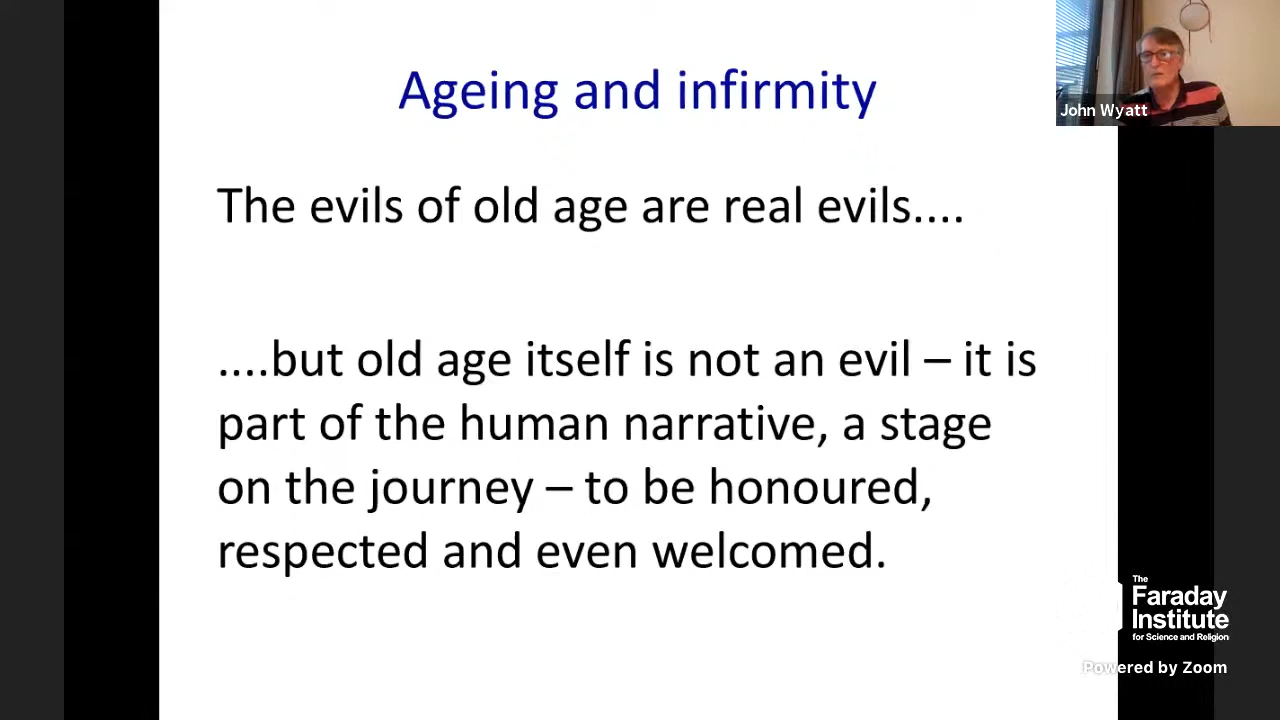 Ageing and infirmity
John Wyatt
The evils of old age are real evils....
....but old age itself is not an evil – it is
part of the human narrative, a stage
on the journey – to be honoured,
respected and even welcomed.
The
Faraday
Institute
for Science and Religion
Powered by Zoom